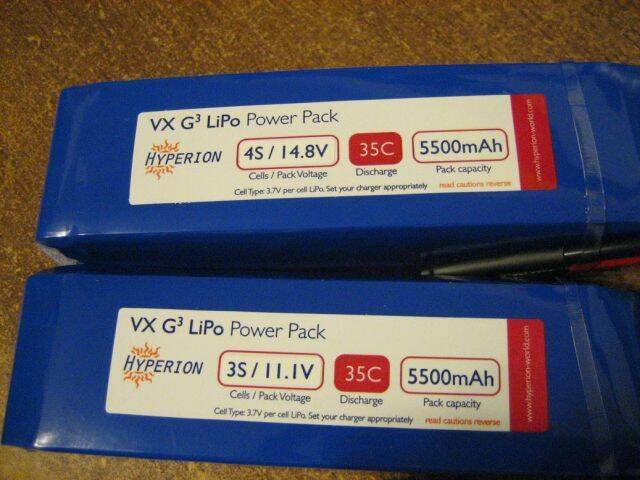 VX G³ LiPo Power Pack
HYPERION
4S / 14.8V
35C
5500mAh
Cells / Pack Voltage
Discharge
Pack capacity
Cell Type: 3.7V per cell LiPo. Set your charger appropriately
read cautions reverse
www.hyperion-world.com
VX G³ LiPo Power Pack
HYPERION
3S / 11.1V
35C
5500mAh
Cells / Pack Voltage
Discharge
Pack capacity
Cell Type: 3.7V per cell LiPo. Set your charger appropriately
read cautions reverse
www.hyperion-world.com